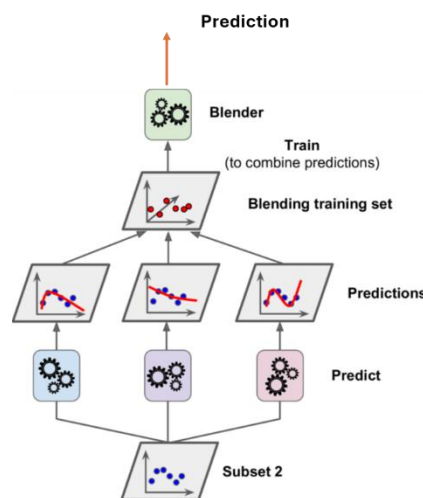 Prediction
Blender
Train
(to combine predictions)
Blending training set
Predictions
Predict
Subset 2